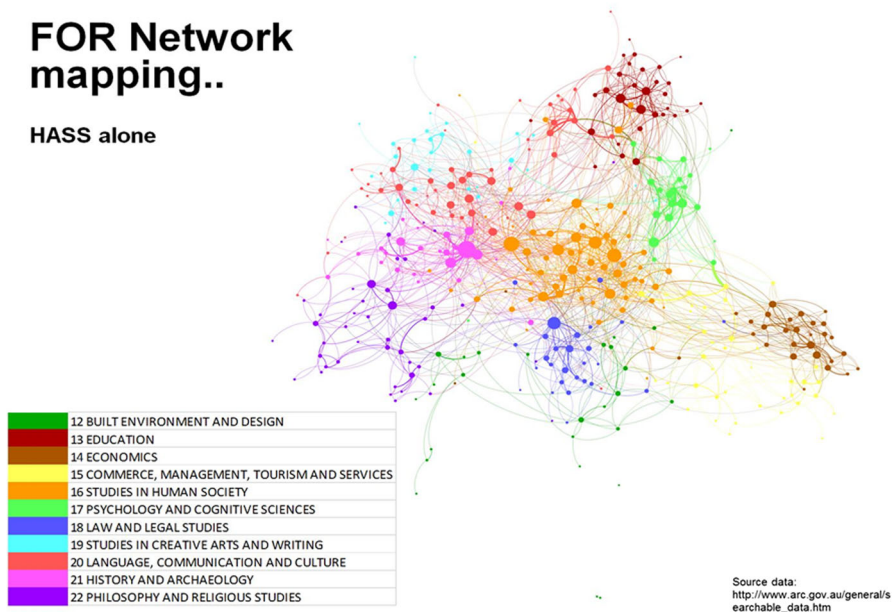 FOR Network
mapping..
HASS alone
12 BUILT ENVIRONMENT AND DESIGN
13 EDUCATION
14 ECONOMICS
15 COMMERCE, MANAGEMENT, TOURISM AND SERVICES
16 STUDIES IN HUMAN SOCIETY
17 PSYCHOLOGY AND COGNITIVE SCIENCES
18 LAW AND LEGAL STUDIES
19 STUDIES IN CREATIVE ARTS AND WRITING
20 LANGUAGE, COMMUNICATION AND CULTURE
21 HISTORY AND ARCHAEOLOGY
22 PHILOSOPHY AND RELIGIOUS STUDIES
Source data:
http://www.arc.gov.au/general/s
earchable_data.htm